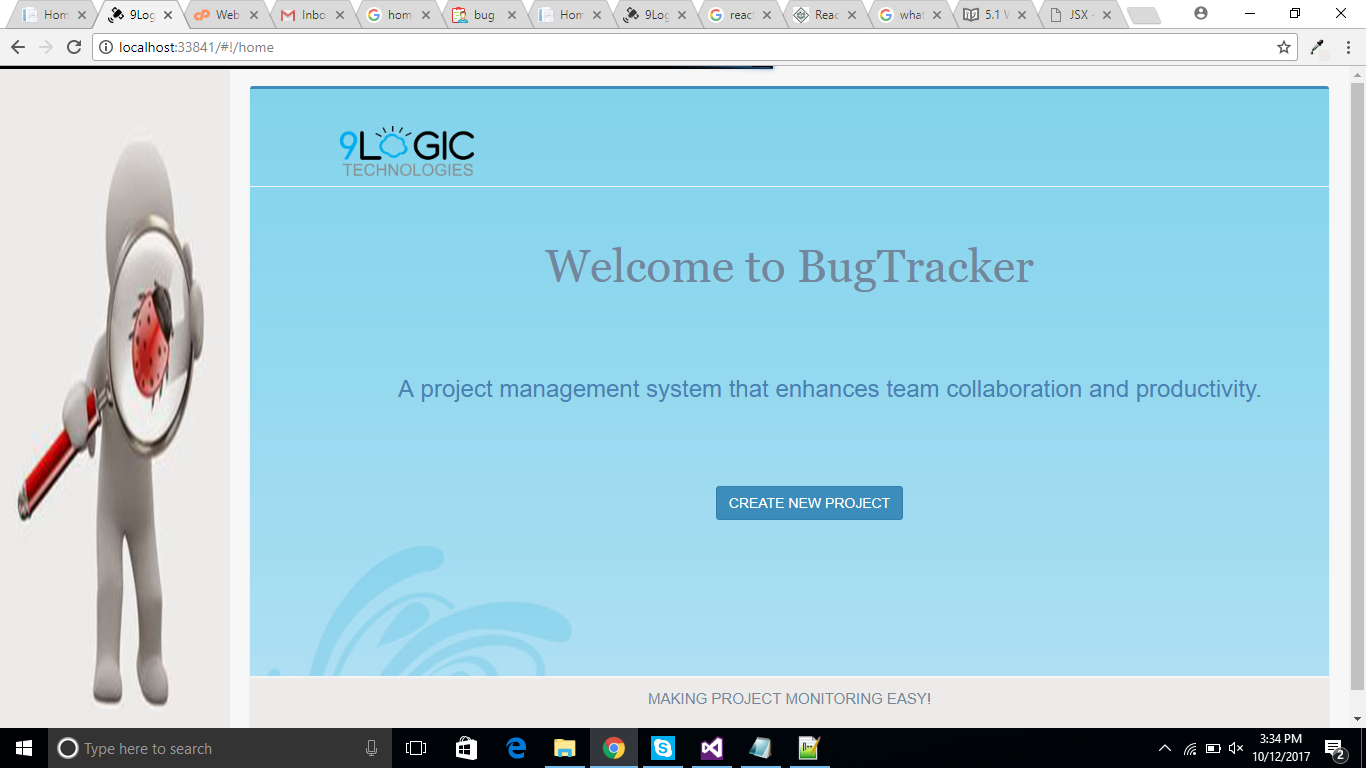 Hom
9Log
Web
Inbo
hom
bug
Hom
9Log
react
Reac
what
5.1 W
JSX -
localhost:33841/#!/home
9LOGIC
TECHNOLOGIES
Welcome to BugTracker
A project management system that enhances team collaboration and productivity.
CREATE NEW PROJECT
MAKING PROJECT MONITORING EASY!
Type here to search
3:34 PM
10/12/2017
2